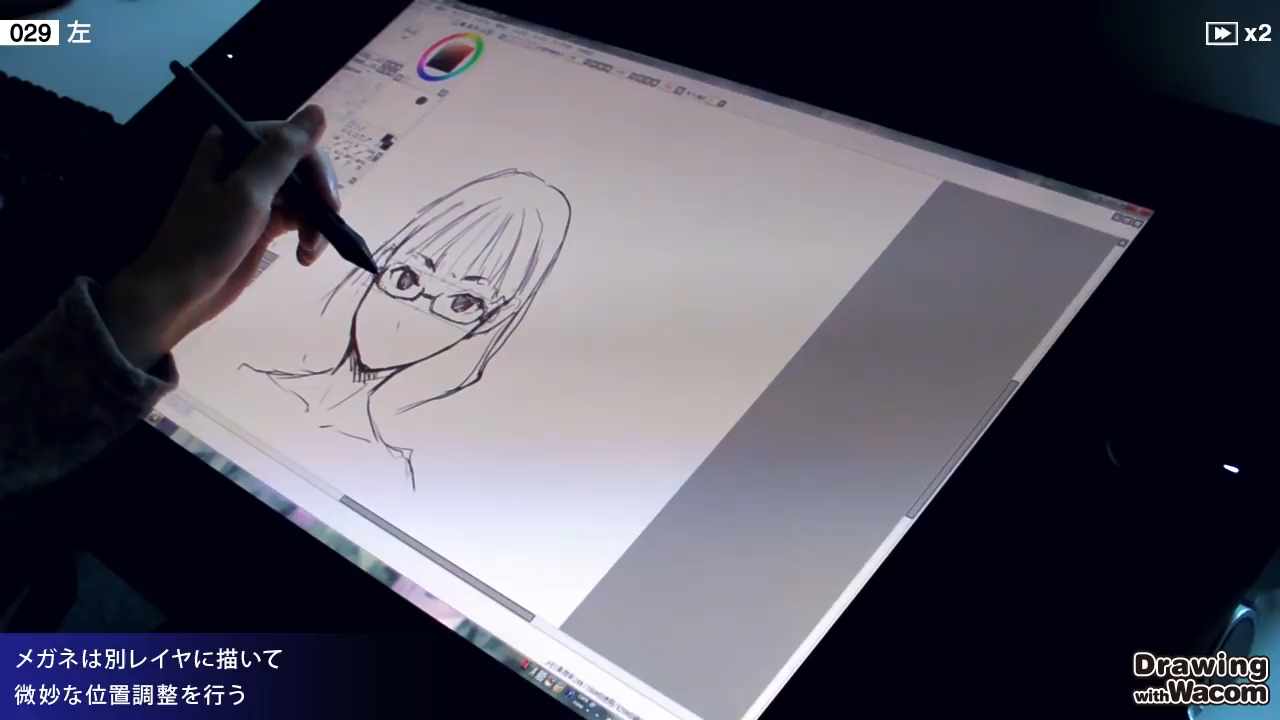 029 左
x2
メガネは別レイヤに描いて
微妙な位置調整を行う
Drawing
with Wacom